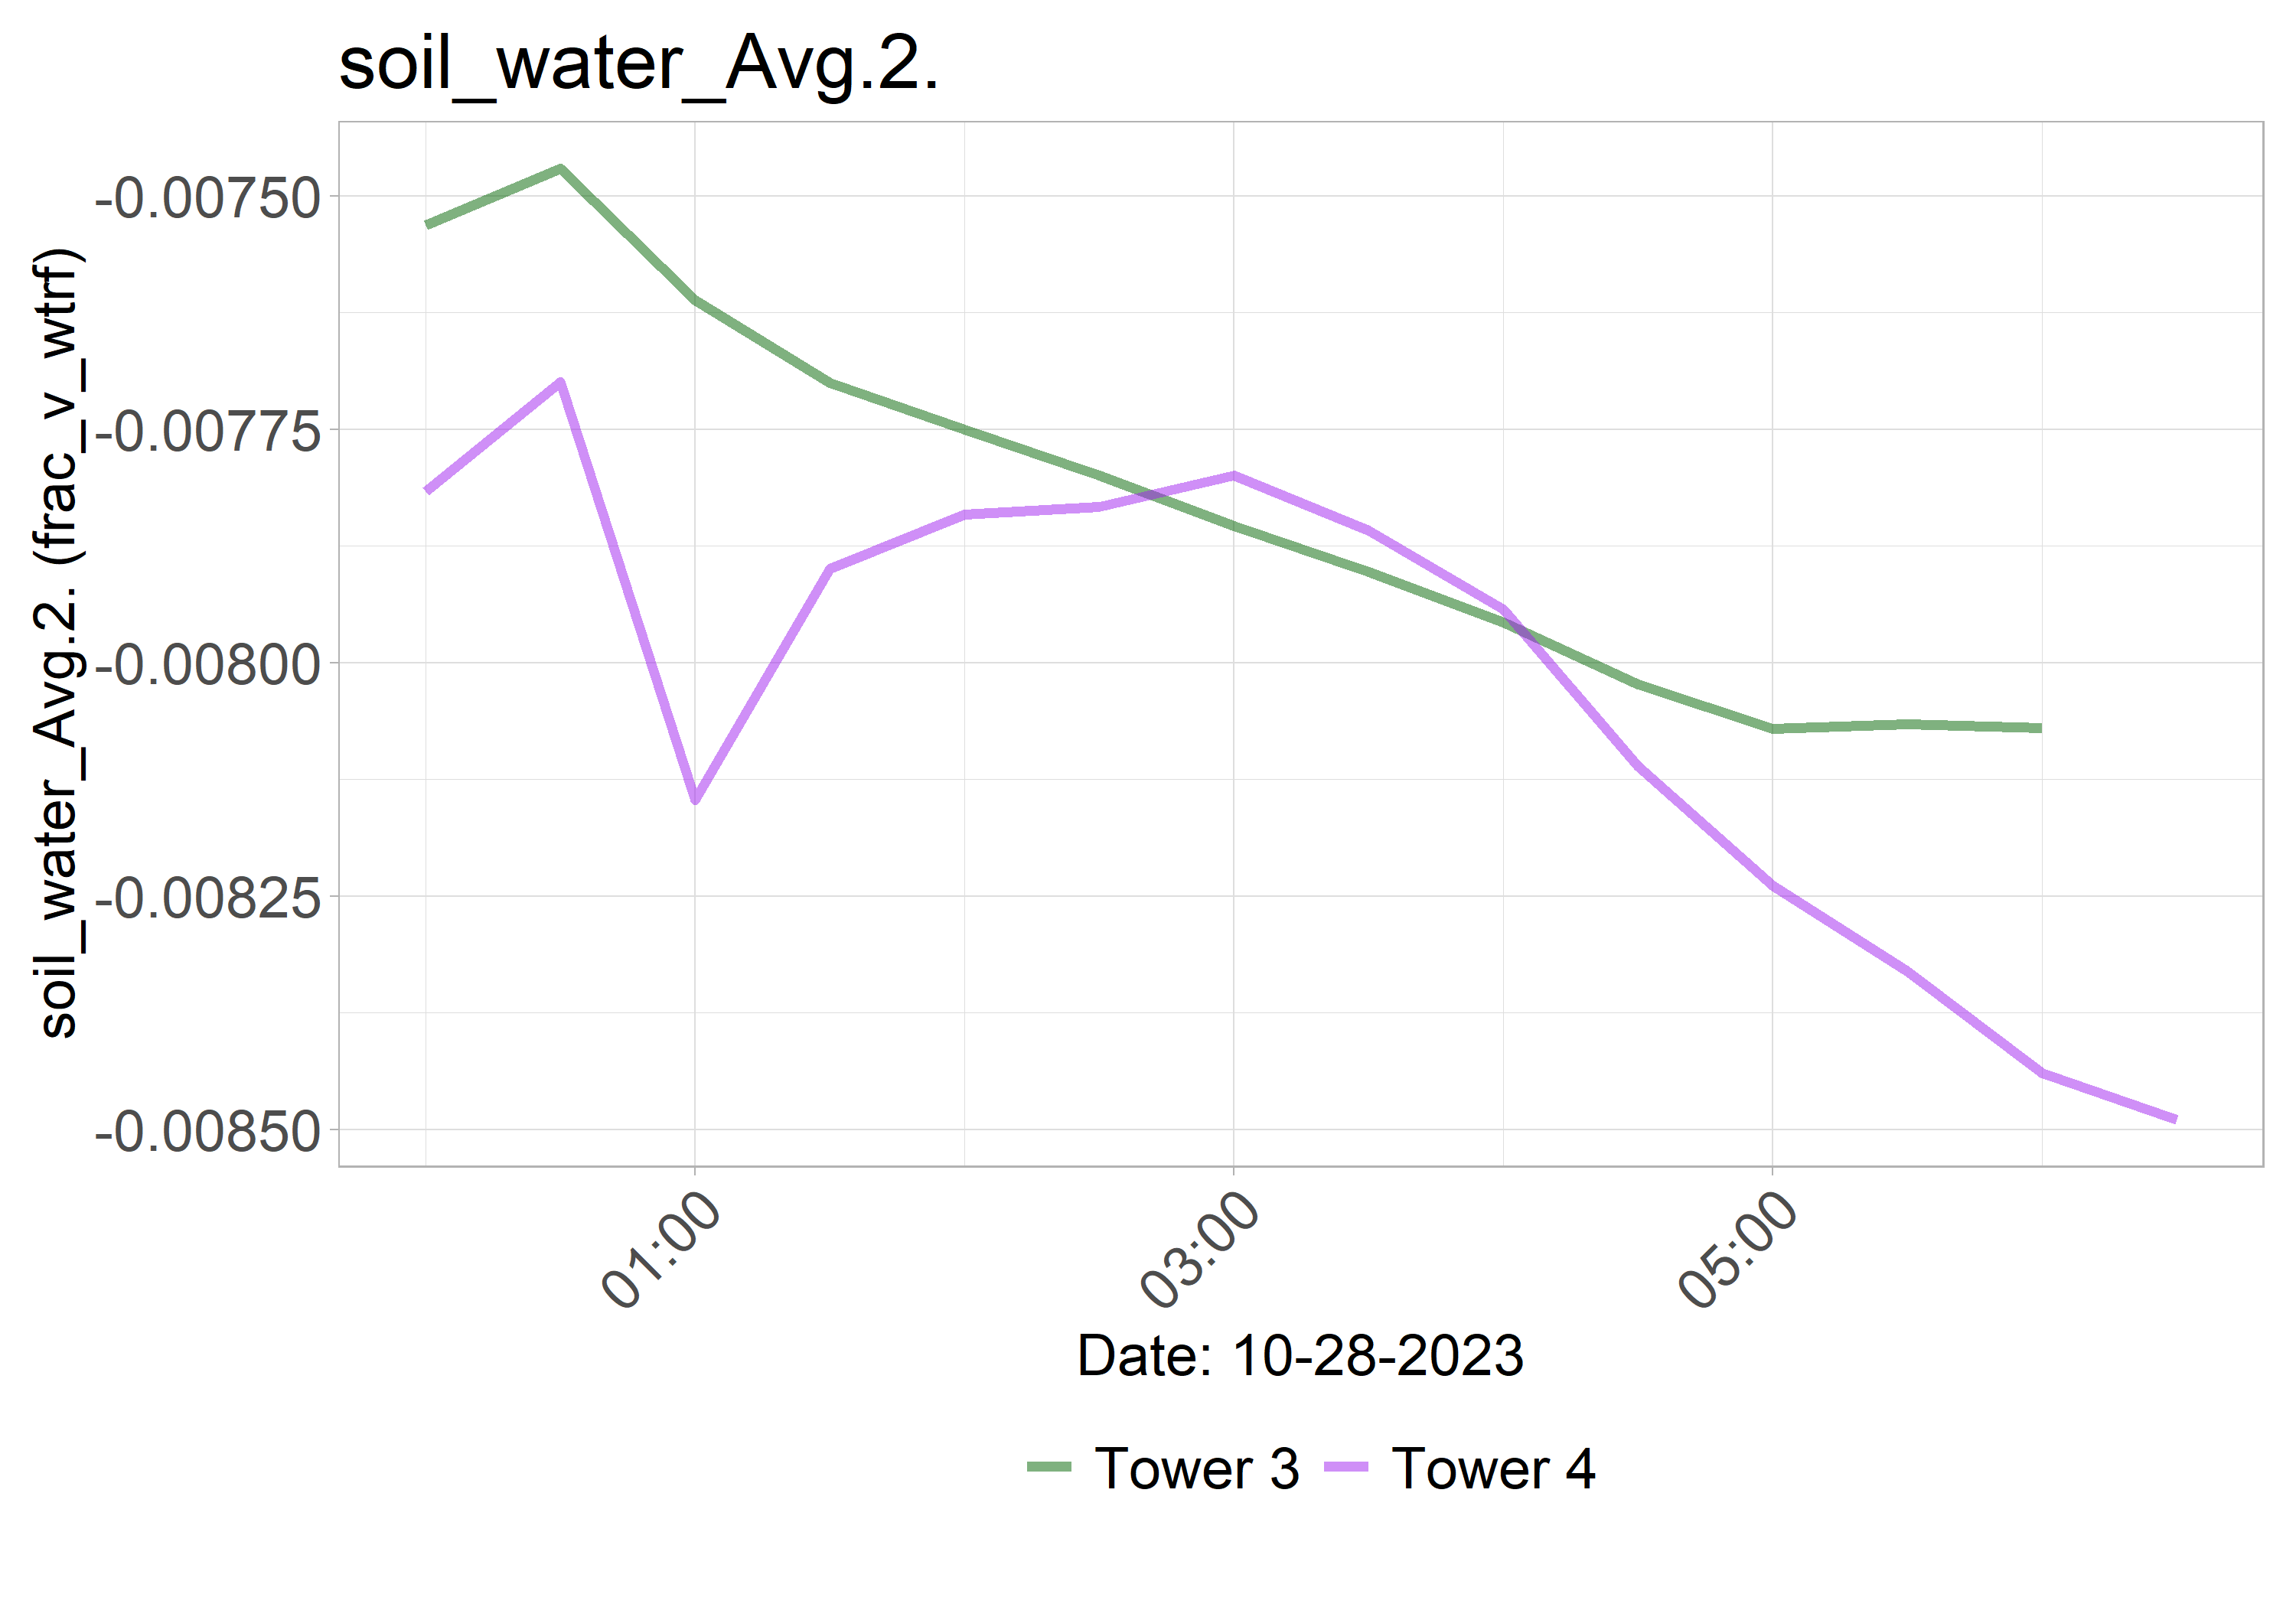 soil_water_Avg.2.
soil_water_Avg.2. (frac_v_wtrf)
-0.00750
-0.00775
-0.00800
-0.00825
-0.00850
01:00
03:00
05:00
Date: 10-28-2023
Tower 3
Tower 4